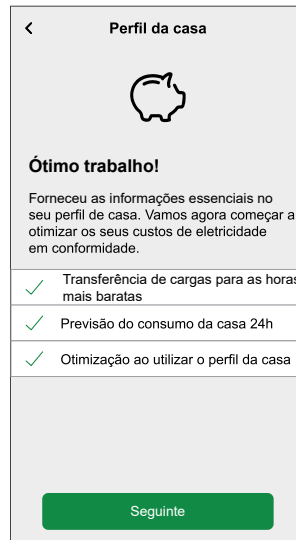 Perfil da casa
Ótimo trabalho!
Forneceu as informações essenciais no
seu perfil de casa. Vamos agora começar a
otimizar os seus custos de eletricidade
em conformidade.
Transferência de cargas para as horas
mais baratas
Previsão do consumo da casa 24h
Otimização ao utilizar o perfil da casa
Seguinte